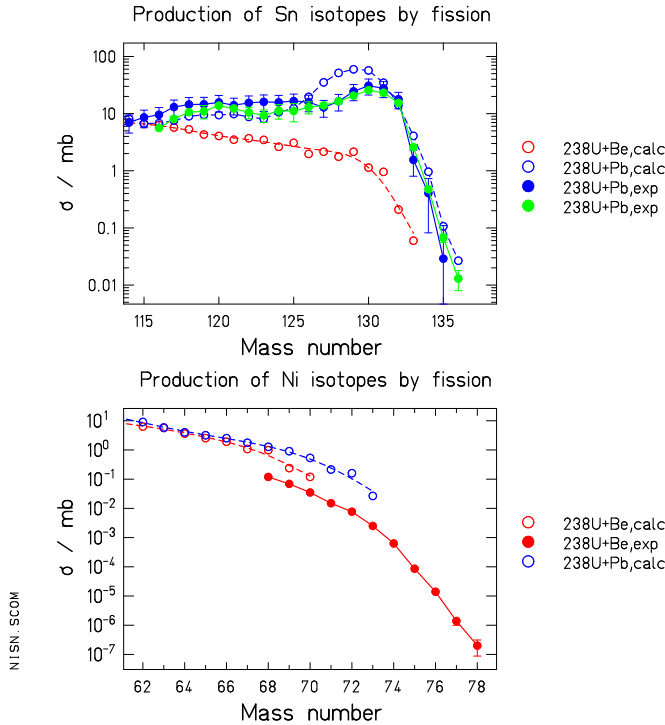 Production of Sn isotopes by fission
100
10
1
0.1
0.01
σ / mb
115 120 125 130 135
Mass number
238U+Be,calc
238U+Pb,calc
238U+Pb,exp
238U+Pb,exp
Production of Ni isotopes by fission
10^1
10^0
10^-1
10^-2
10^-3
10^-4
10^-5
10^-6
10^-7
σ / mb
62 64 66 68 70 72 74 76 78
Mass number
238U+Be,calc
238U+Be,exp
238U+Pb,calc
NISN.SCOM